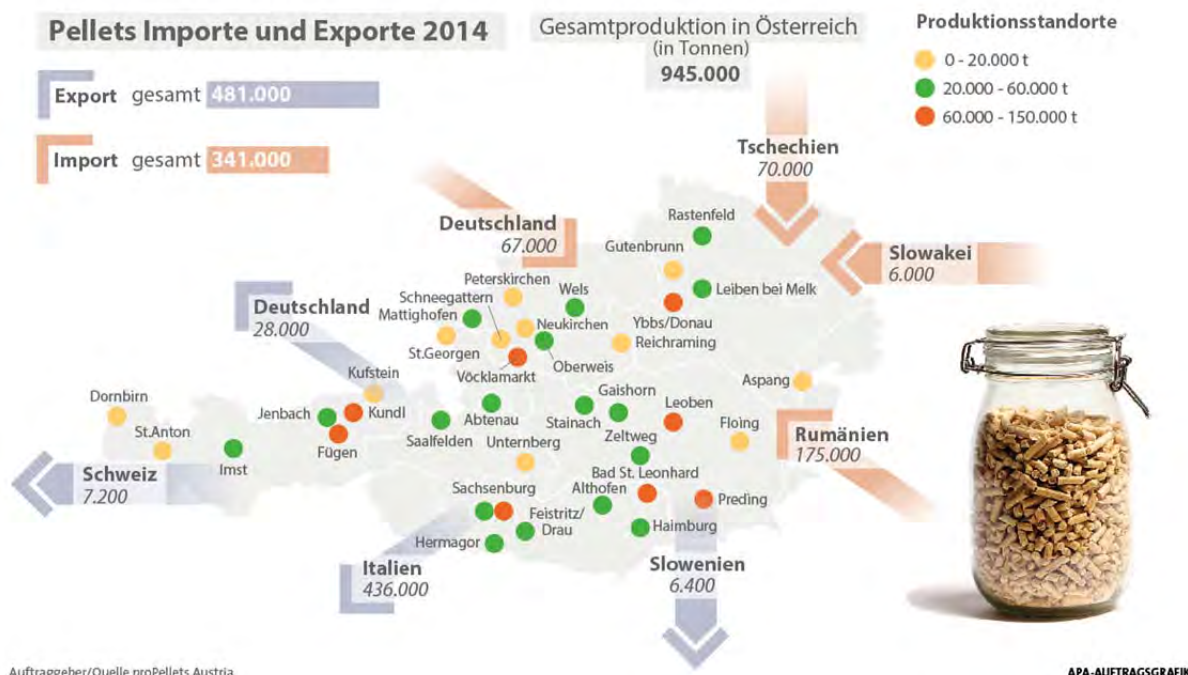 Pellets Importe und Exporte 2014
Gesamtproduktion in Österreich
(in Tonnen)
945.000
Produktionsstandorte
0 - 20.000 t
20.000 - 60.000 t
60.000 - 150.000 t
Export gesamt 481.000
Import gesamt 341.000
Tschechien
70.000
Deutschland
67.000
Slowakei
6.000
Deutschland
28.000
Rastenfeld
Gutenbrunn
Leiben bei Melk
Ybbs/Donau
Peterskirchen
Schneegattern
Mattighofen
Wels
Neukirchen
St.Georgen
Vöcklamarkt
Oberweis
Reichraming
Kufstein
Dornbirn
St.Anton
Imst
Jenbach
Kundl
Fügen
Saalfelden
Abtenau
Unternberg
Stainach
Gaishorn
Zeltweg
Leoben
Aspang
Floing
Rumänien
175.000
Schweiz
7.200
Sachsenburg
Feistritz/
Drau
Hermagor
Althofen
Bad St. Leonhard
Preding
Haimburg
Italien
436.000
Slowenien
6.400
Auftraggeber/Quelle proPellets Austria
APA-AUFTRAGSGRAFIK